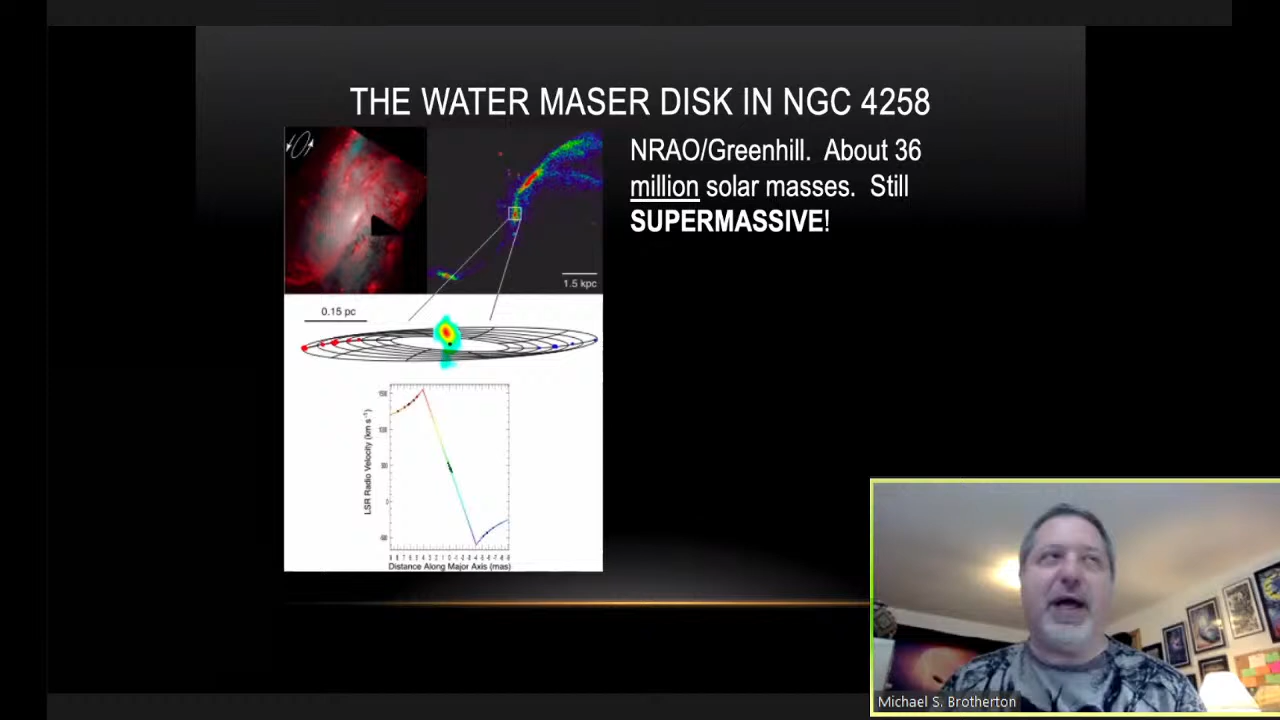 THE WATER MASER DISK IN NGC 4258
NRAO/Greenhill. About 36
million solar masses. Still
SUPERMASSIVE!
1.5 kpc
0.15 pc
LSR Radio Velocity (km s⁻¹)
Distance Along Major Axis (mas)
Michael S. Brotherton